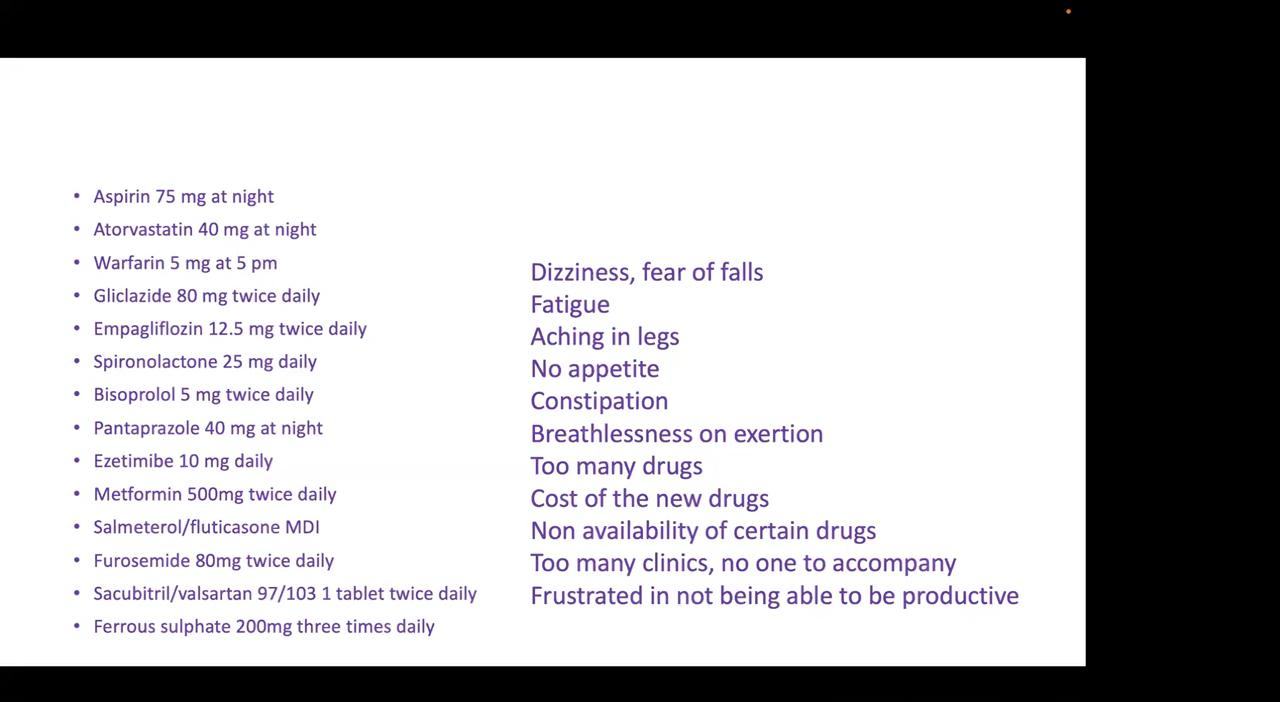 • Aspirin 75 mg at night
• Atorvastatin 40 mg at night
• Warfarin 5 mg at 5 pm
• Gliclazide 80 mg twice daily
• Empagliflozin 12.5 mg twice daily
• Spironolactone 25 mg daily
• Bisoprolol 5 mg twice daily
• Pantaprazole 40 mg at night
• Ezetimibe 10 mg daily
• Metformin 500mg twice daily
• Salmeterol/fluticasone MDI
• Furosemide 80mg twice daily
• Sacubitril/valsartan 97/103 1 tablet twice daily
• Ferrous sulphate 200mg three times daily
Dizziness, fear of falls
Fatigue
Aching in legs
No appetite
Constipation
Breathlessness on exertion
Too many drugs
Cost of the new drugs
Non availability of certain drugs
Too many clinics, no one to accompany
Frustrated in not being able to be productive